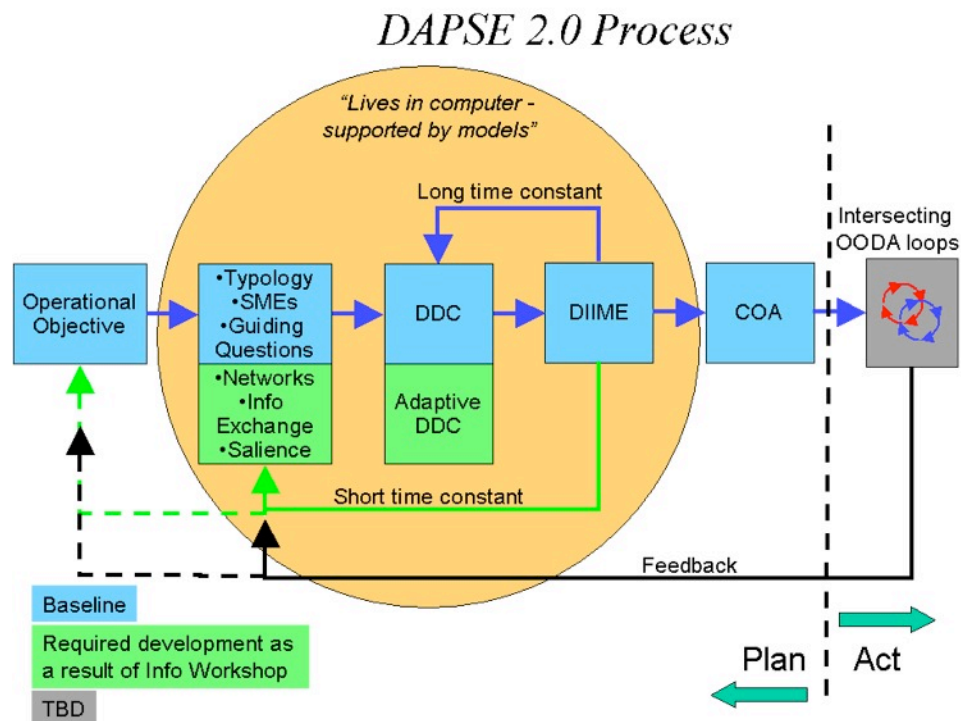 DAPSE 2.0 Process
“Lives in computer -
supported by models”
Long time constant
Intersecting
OODA loops
Operational
Objective
•Typology
•SMEs
•Guiding
Questions
•Networks
•Info
Exchange
•Salience
DDC
Adaptive
DDC
DIIME
COA
Short time constant
Feedback
Baseline
Required development as
a result of Info Workshop
TBD
Plan
Act